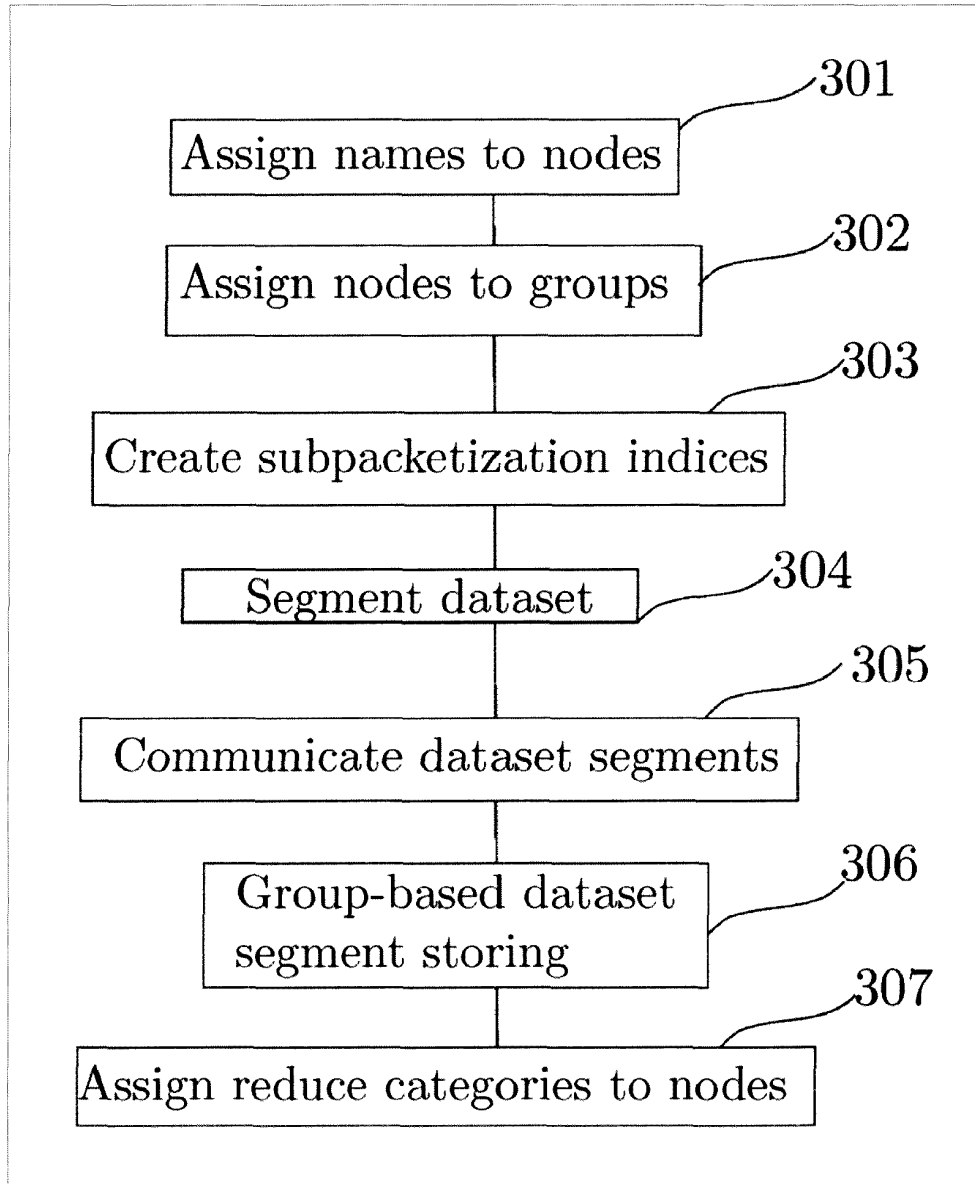 301
Assign names to nodes
302
Assign nodes to groups
303
Create subpacketization indices
304
Segment dataset
305
Communicate dataset segments
306
Group-based dataset
segment storing
307
Assign reduce categories to nodes